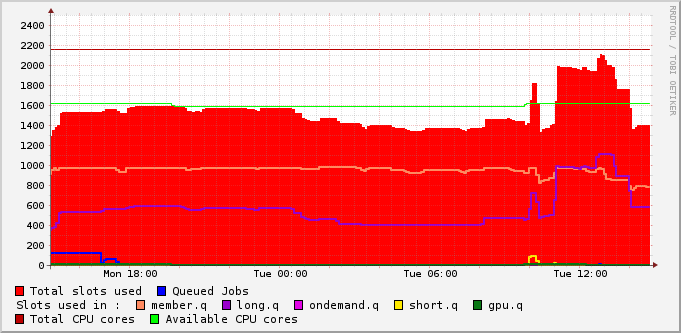 2400
2200
2000
1800
1600
1400
1200
1000
800
600
400
200
0
Mon 18:00 Tue 00:00 Tue 06:00 Tue 12:00
Total slots used Queued Jobs
Slots used in : member.q long.q ondemand.q short.q gpu.q
Total CPU cores Available CPU cores
RRDTOOL / TOBI OETIKER